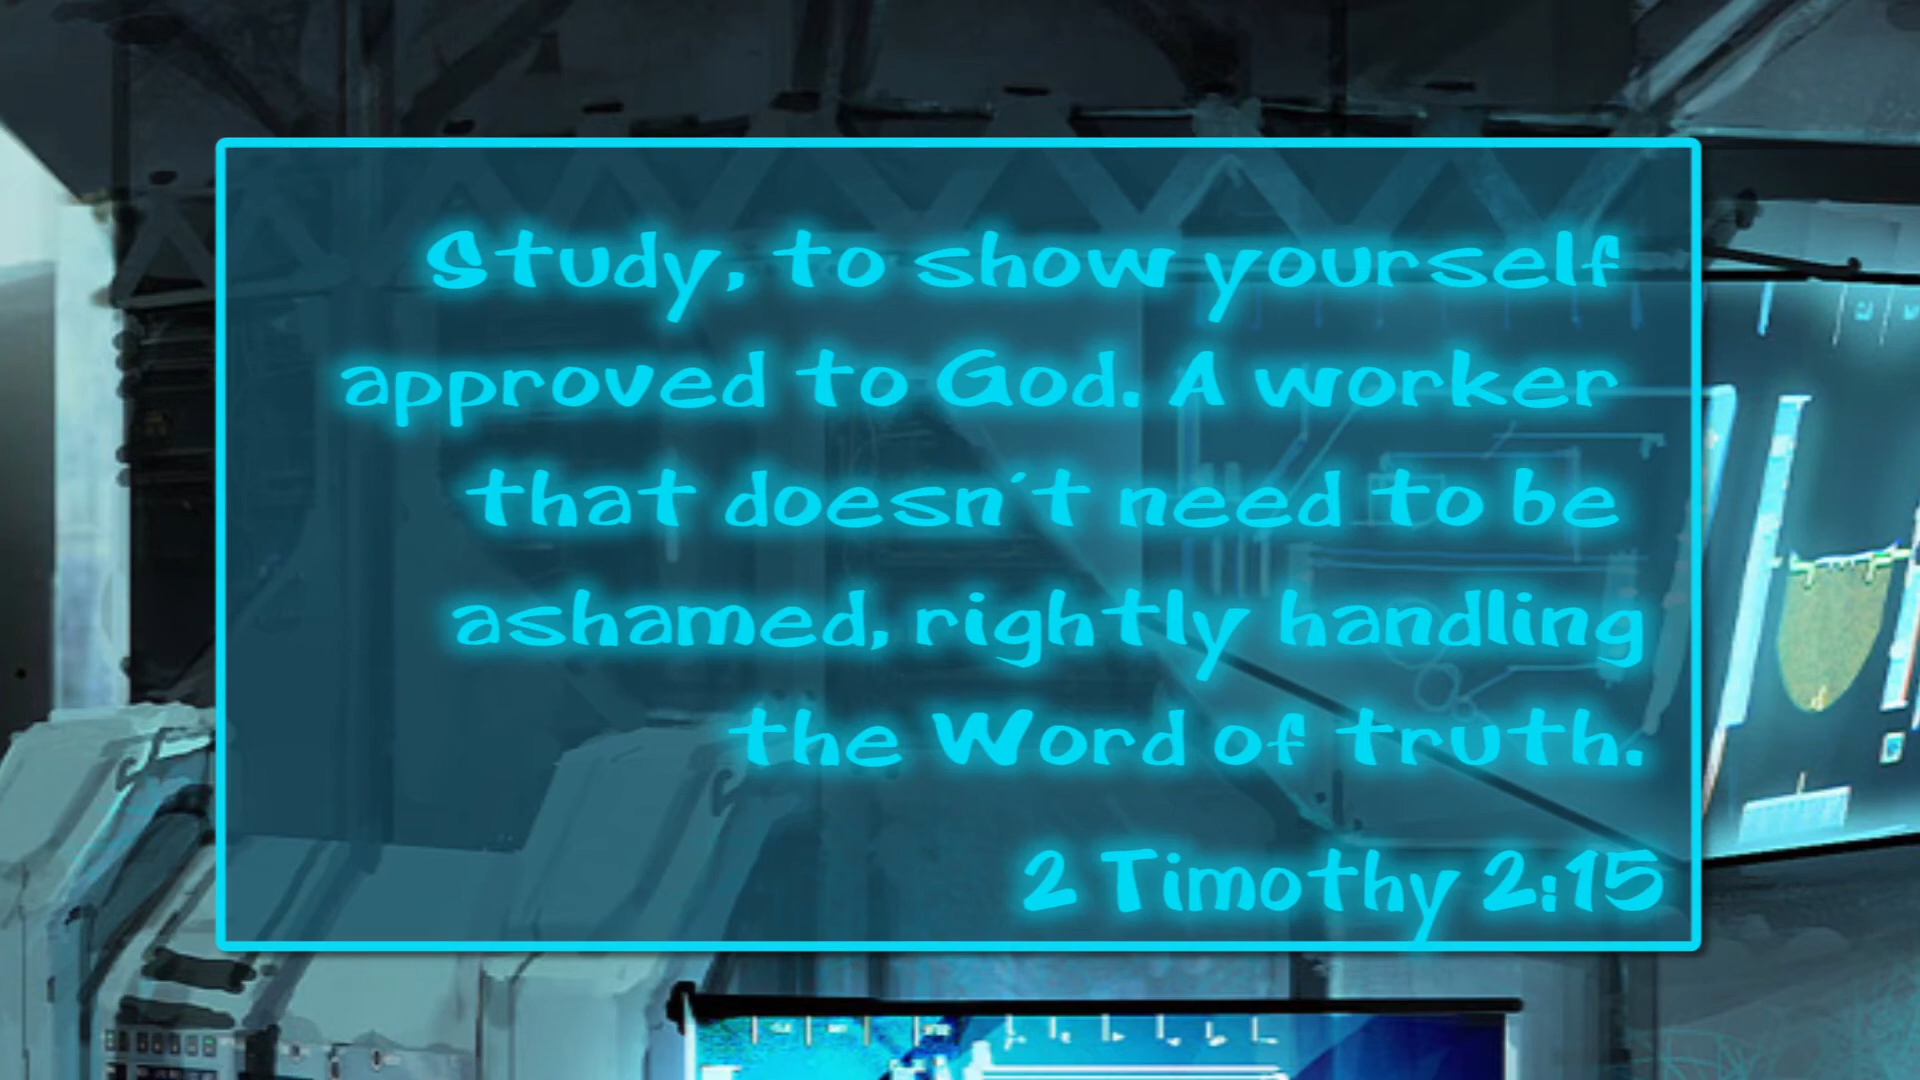 Study, to show yourself
approved to God. A worker
that doesn't need to be
ashamed, rightly handling
the Word of truth.
2 Timothy 2:15